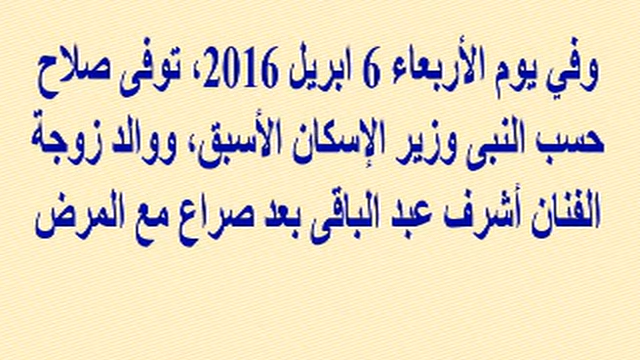 وفي يوم الأربعاء 6 ابريل 2016، توفى صلاح
حسب النبى وزير الإسكان الأسبق، ووالد زوجة
الفنان أشرف عبد الباقى بعد صراع مع المرض